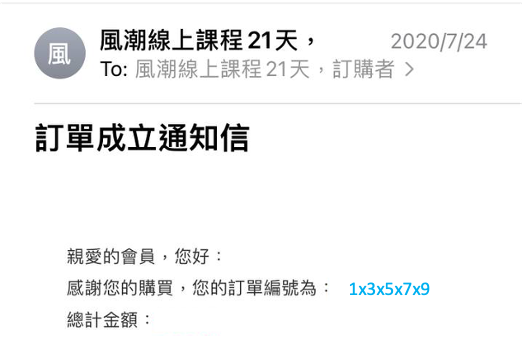 風
風潮線上課程21天，
2020/7/24
To: 風潮線上課程21天，訂購者 >
訂單成立通知信
親愛的會員，您好：
感謝您的購買，您的訂單編號為： 1x3x5x7x9
總計金額：